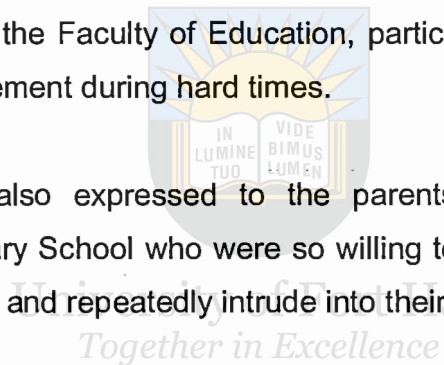 the Faculty of Education, partic
ement during hard times.
IN LUMINE TUO VIDE BIMUS LUMEN
also expressed to the parents
ury School who were so willing to
and repeatedly intrude into their
University of Fort H
Together in Excellence